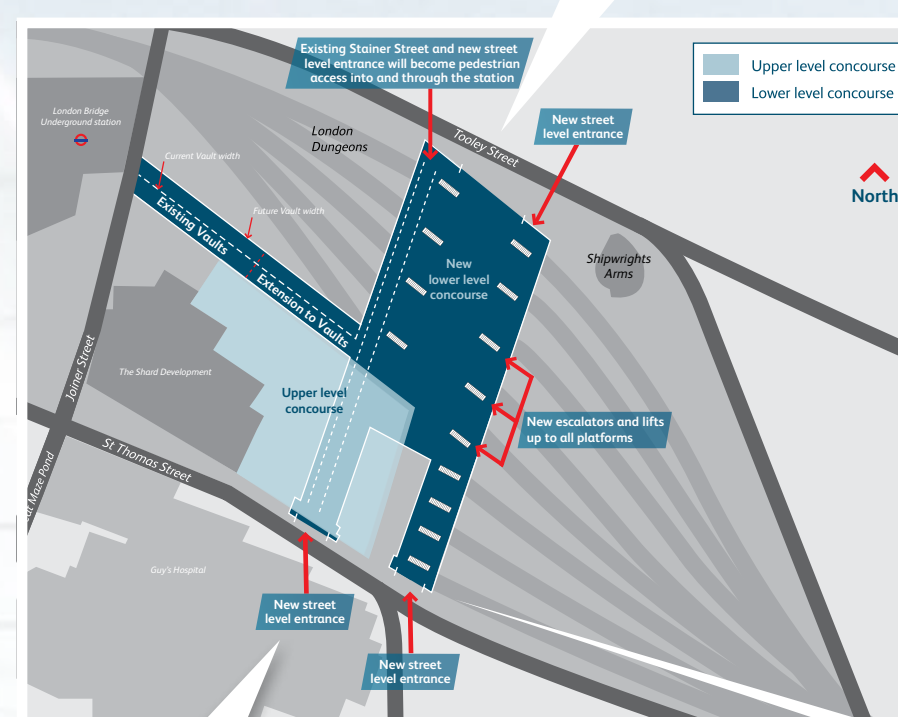 Existing Stainer Street and new street
level entrance will become pedestrian
access into and through the station
Upper level concourse
Lower level concourse
London Bridge
Underground station
London
Dungeons
Tooley Street
New street
level entrance
North
Current Vault width
Future Vault width
Existing Vaults
Extension to Vaults
New
lower level
concourse
Shipwrights
Arms
Joiner Street
The Shard Development
Upper level
concourse
New escalators and lifts
up to all platforms
St Thomas Street
Maze Pond
Guy's Hospital
New street
level entrance
New street
level entrance